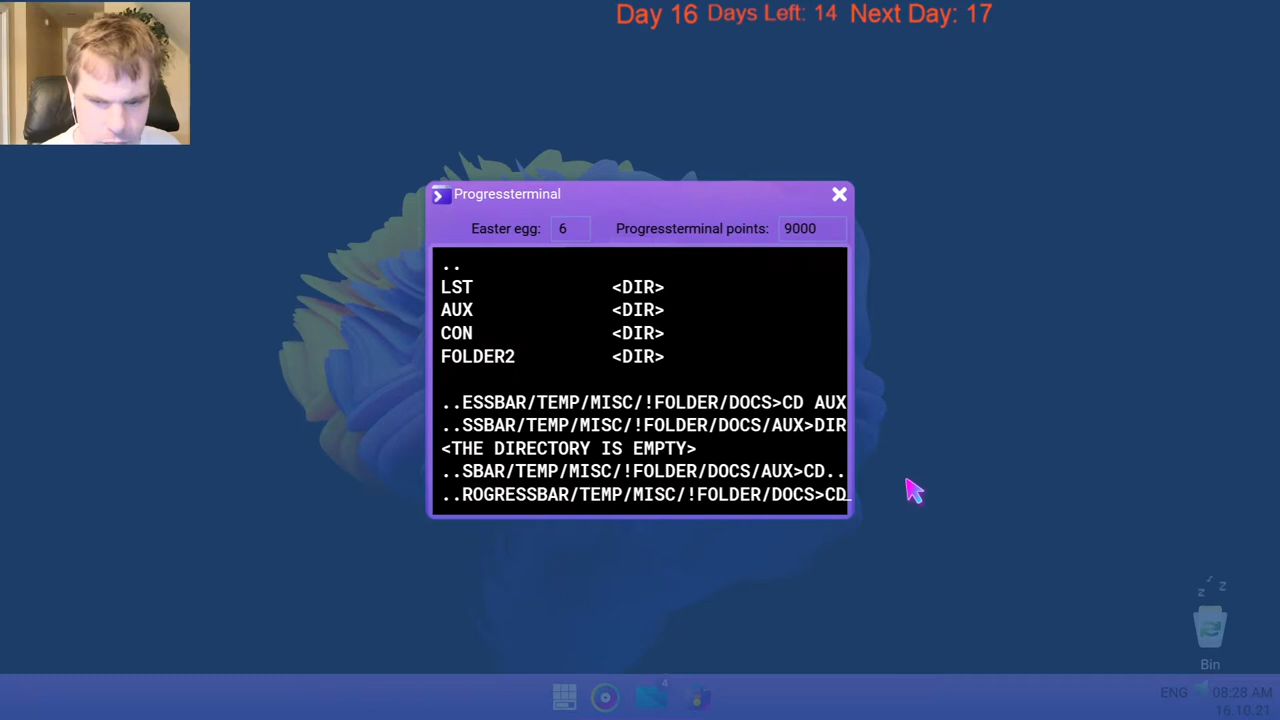 Day 16 Days Left: 14 Next Day: 17
Progressterminal
Easter egg: 6 Progressterminal points: 9000
..
LST <DIR>
AUX <DIR>
CON <DIR>
FOLDER2 <DIR>
..ESSBAR/TEMP/MISC/!FOLDER/DOCS>CD AUX
..SSBAR/TEMP/MISC/!FOLDER/DOCS/AUX>DIR
<THE DIRECTORY IS EMPTY>
..SBAR/TEMP/MISC/!FOLDER/DOCS/AUX>CD..
..ROGRESSBAR/TEMP/MISC/!FOLDER/DOCS>CD_
z z
Bin
4
ENG 08:28 AM
16.10.21